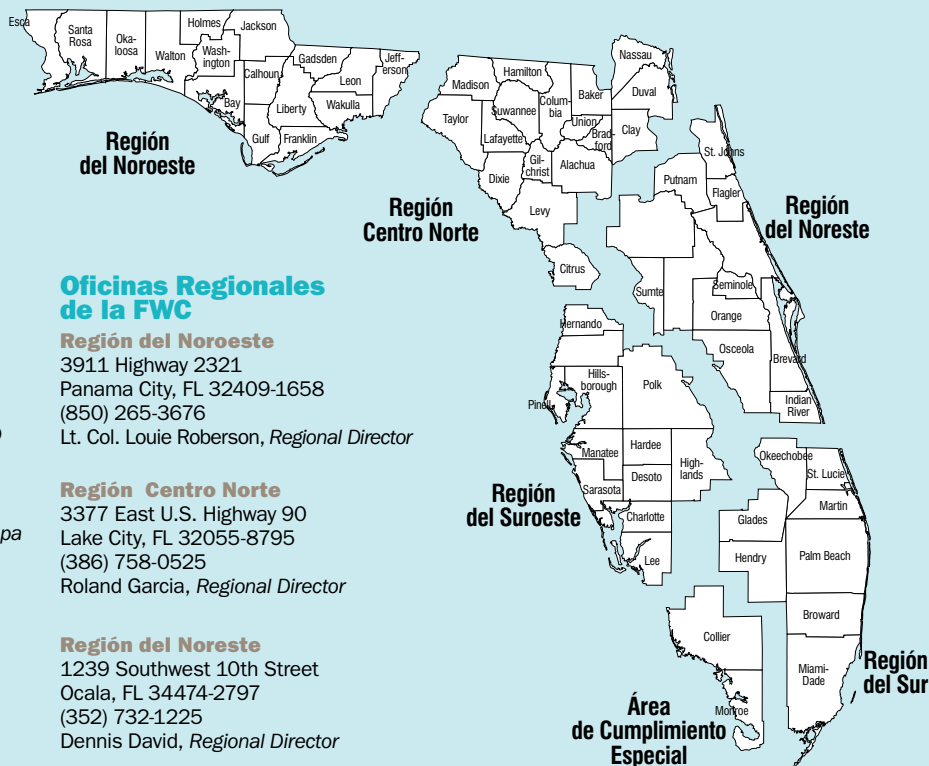 Esca
Santa
Rosa
Oka-
loosa
Walton
Holmes
Wash-
ington
Jackson
Bay
Calhoun
Gulf
Gadsden
Liberty
Franklin
Leon
Wakulla
Jeff-
erson
Región
del Noroeste
Madison
Taylor
Hamilton
Suwannee
Lafayette
Dixie
Colum-
bia
Gil-
christ
Levy
Citrus
Baker
Union
Brad-
ford
Alachua
Región
Centro Norte
Nassau
Duval
Clay
St. Johns
Putnam
Flagler
Sumte
Seminole
Orange
Osceola
Brevard
Indian
River
Región
del Noreste
Hernando
Hills-
borough
Pinell
Polk
Manatee
Hardee
High-
lands
Sarasota
Desoto
Charlotte
Lee
Región
del Suroeste
Okeechobee
St. Lucie
Martin
Glades
Hendry
Palm Beach
Broward
Miami-
Dade
Región
del Sur
Collier
Monroe
Área
de Cumplimiento
Especial
Oficinas Regionales
de la FWC
Región del Noroeste
3911 Highway 2321
Panama City, FL 32409-1658
(850) 265-3676
Lt. Col. Louie Roberson, Regional Director
Región Centro Norte
3377 East U.S. Highway 90
Lake City, FL 32055-8795
(386) 758-0525
Roland Garcia, Regional Director
Región del Noreste
1239 Southwest 10th Street
Ocala, FL 34474-2797
(352) 732-1225
Dennis David, Regional Director
pa